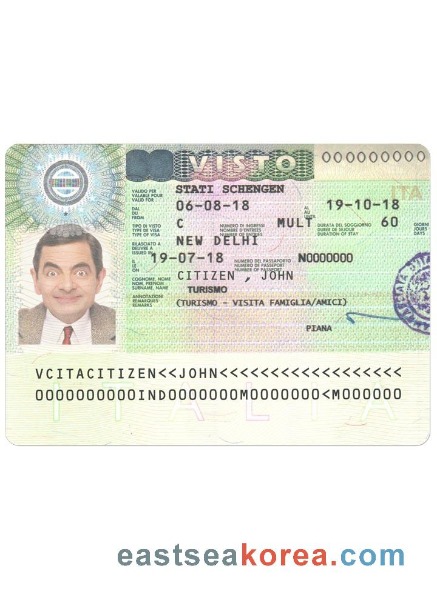 VISTO
000000000
STATI SCHENGEN
ITA
VALIDO PER
VALABLE POUR
VALID FOR
06-08-18
19-10-18
DAL
DU
FROM
AL
AU
C
MULT
60
TIPO DI VISTO
TYPE DE VISA
TYPE OF VISA
NUMERO DI INGRESSI
NOMBRE D'ENTREES
NUMBER OF ENTRIES
DURATA DEL SOGGIORNO
DUREE DE SEJOUR
DURATION OF STAY
GIORNI
JOURS
DAYS
NEW DELHI
RILASCIATO A
DELIVRE A
ISSUED IN
19-07-18
N0000000
IL
LE
ON
NUMERO DEL PASSAPORTO
NUMERO DE PASSEPORT
NUMBER OF PASSPORT
CITIZEN , JOHN
COGNOME, NOME
NOM, PRENOM
SURNAME, NAME
TURISMO
ANNOTAZIONI
REMARQUES
REMARKS
(TURISMO - VISITA FAMIGLIA/AMICI)
PIANA
VCITACITIZEN<<JOHN<<<<<<<<<<<<<<<<<<
0000000000IND0000000M0000000<M000000
ITALIA
eastseakorea.com